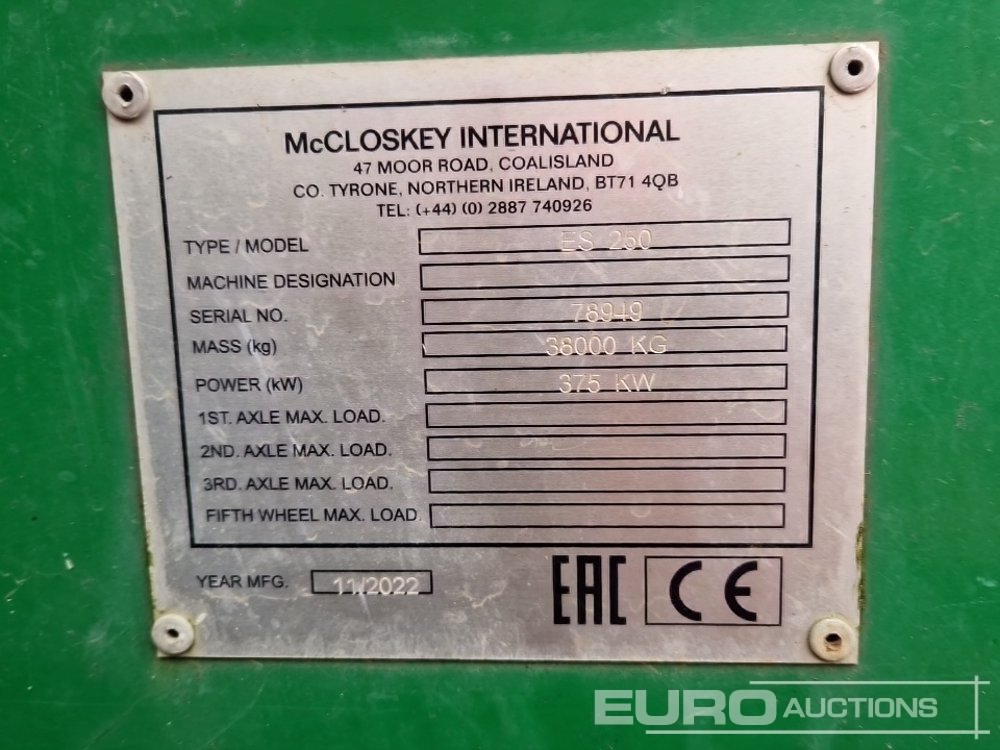 McCLOSKEY INTERNATIONAL
47 MOOR ROAD, COALISLAND
CO. TYRONE, NORTHERN IRELAND, BT71 4QB
TEL: (+44) (0) 2887 740926
TYPE / MODEL ES 250
MACHINE DESIGNATION
SERIAL NO. 78949
MASS (kg) 38000 KG
POWER (kW) 375 KW
1ST. AXLE MAX. LOAD.
2ND. AXLE MAX. LOAD.
3RD. AXLE MAX. LOAD.
FIFTH WHEEL MAX. LOAD.
YEAR MFG. 11/2022 EAC CE
EURO AUCTIONS